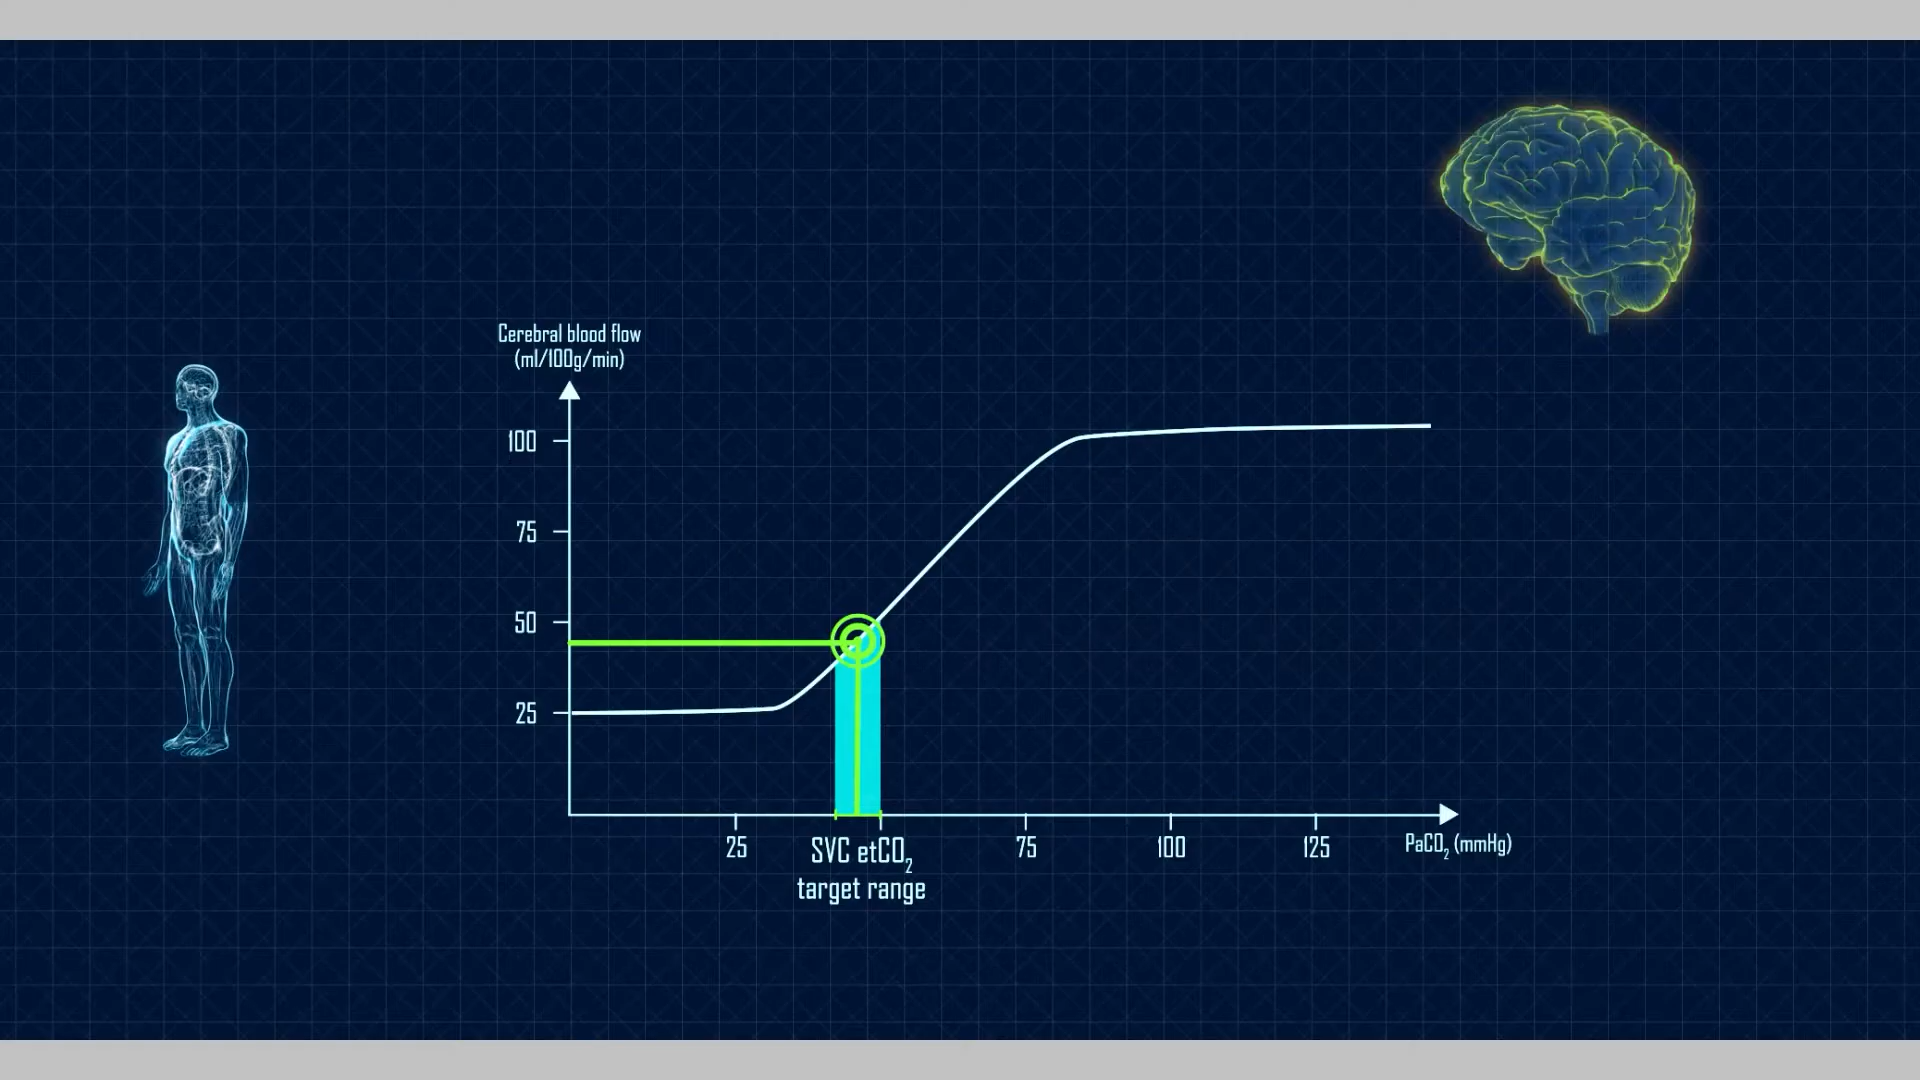 Cerebral blood flow
(ml/100g/min)
100
75
50
25
25
75
100
125
PaCO₂ (mmHg)
SVC etCO₂
target range